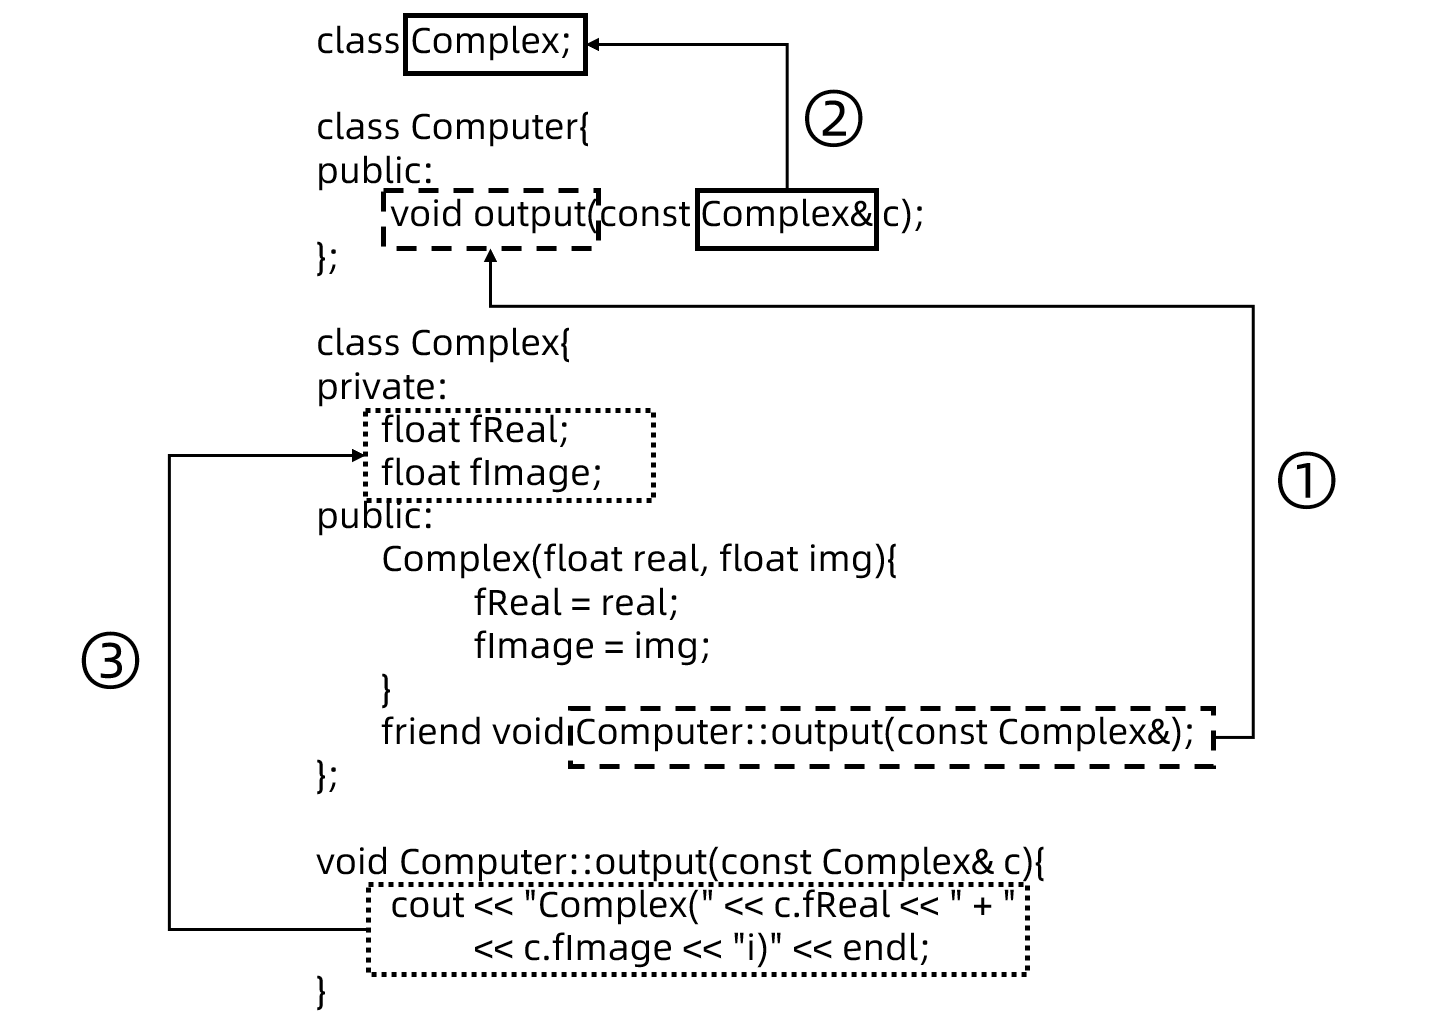 class Complex;
②
class Computer{
public:
void output(const Complex& c);
};
class Complex{
private:
float fReal;
float fImage;
①
public:
Complex(float real, float img){
fReal = real;
fImage = img;
③
}
friend void Computer::output(const Complex&);
};
void Computer::output(const Complex& c){
cout << "Complex(" << c.fReal << " + "
<< c.fImage << "i)" << endl;
}